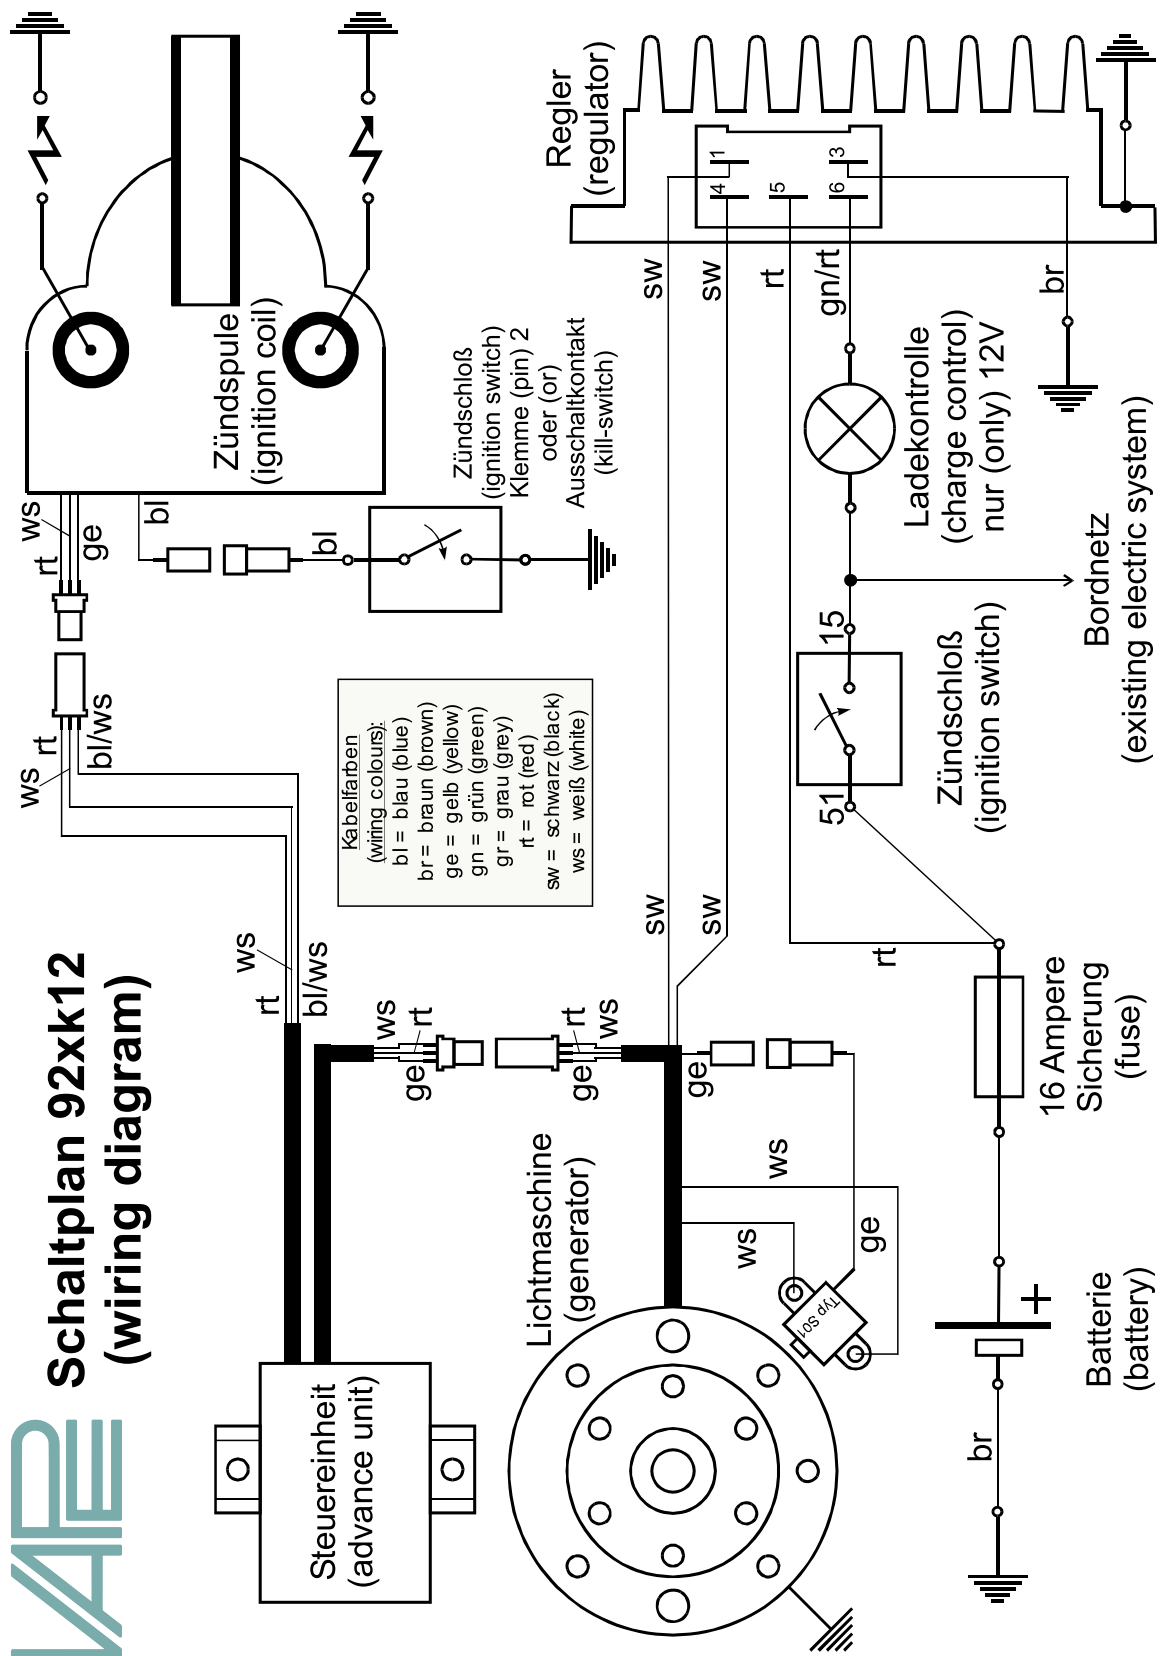 VAPE
Schaltplan 92xk12
(wiring diagram)
Zündspule
(ignition coil)
ws
rt
ge
bl
bl
Zündschloß
(ignition switch)
Klemme (pin) 2
oder (or)
Ausschaltkontakt
(kill-switch)
ws
rt
bl/ws
ws
rt
bl/ws
Kabelfarben
(wiring colours):
bl = blau (blue)
br = braun (brown)
ge = gelb (yellow)
gn = grün (green)
gr = grau (grey)
rt = rot (red)
sw = schwarz (black)
ws = weiß (white)
Steuereinheit
(advance unit)
ws
rt
ge
rt
ws
ge
Lichtmaschine
(generator)
ge
ws
ws
ge
Typ S01
Regler
(regulator)
1
3
4
5
6
sw
sw
rt
gn/rt
br
sw
sw
rt
Ladekontrolle
(charge control)
nur (only) 12V
Bordnetz
(existing electric system)
15
51
Zündschloß
(ignition switch)
16 Ampere
Sicherung
(fuse)
+
Batterie
(battery)
br